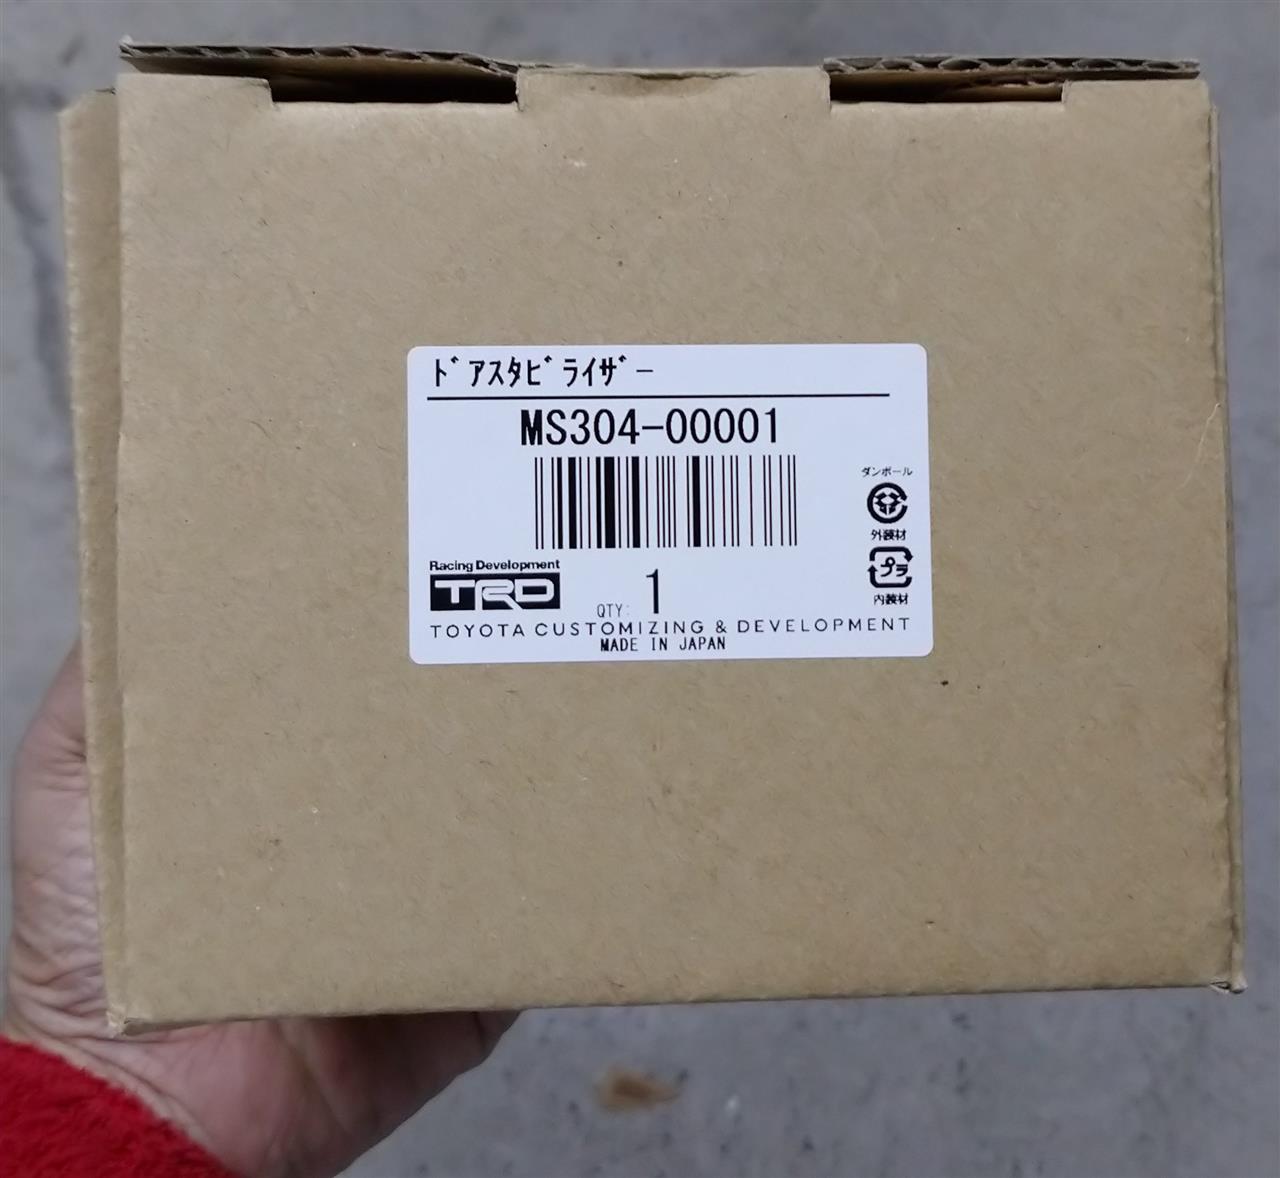 ドアスタビライザー
MS304-00001
ダンボール
外装材
プラ
内装材
Racing Development
TRD
QTY: 1
TOYOTA CUSTOMIZING & DEVELOPMENT
MADE IN JAPAN